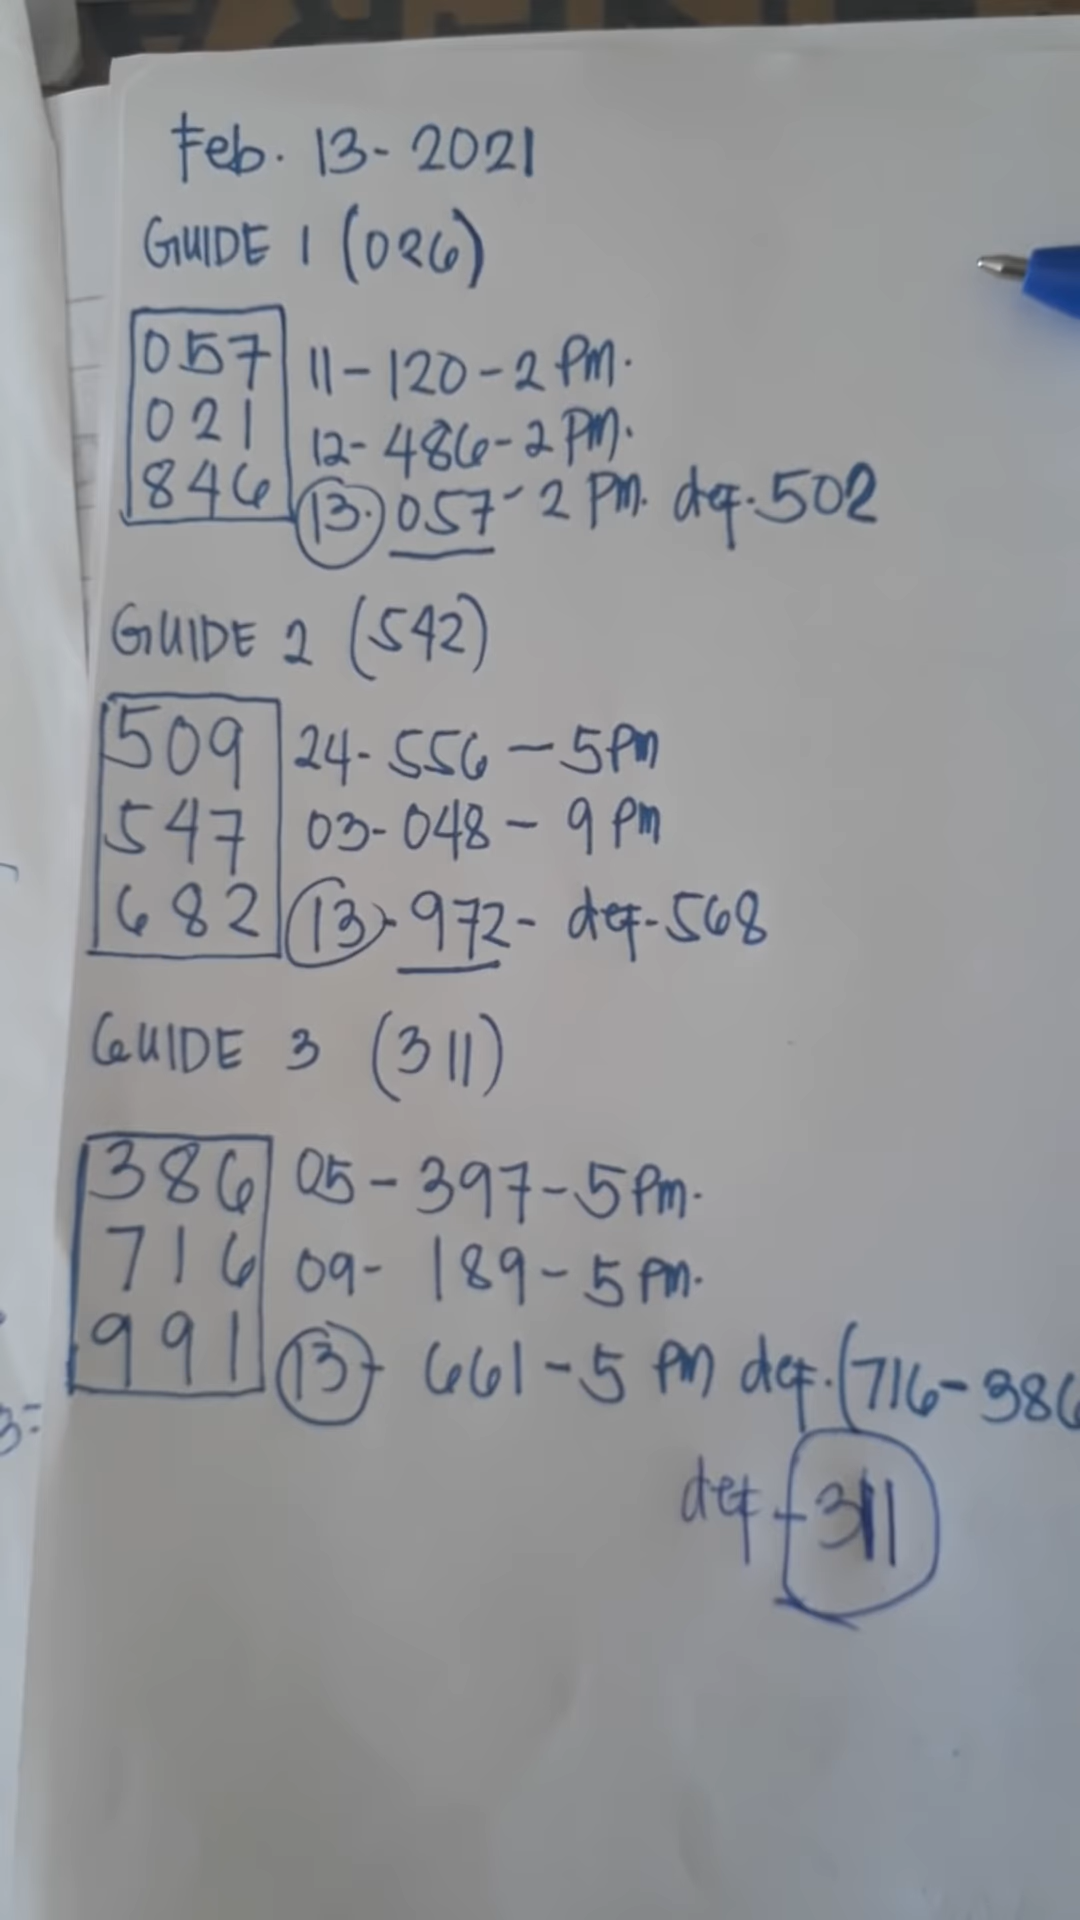 Feb. 13-2021
GUIDE 1 (026)
057 11-120-2 PM.
021 12-486-2 PM.
846 13. 057-2 PM. def. 502
GUIDE 2 (542)
509 24-556-5PM
547 03-048-9PM
682 13-972-def-568
GUIDE 3 (311)
386 05-397-5PM.
716 09-189-5PM.
991 13-661-5 PM def. (716-386
def-311
3=